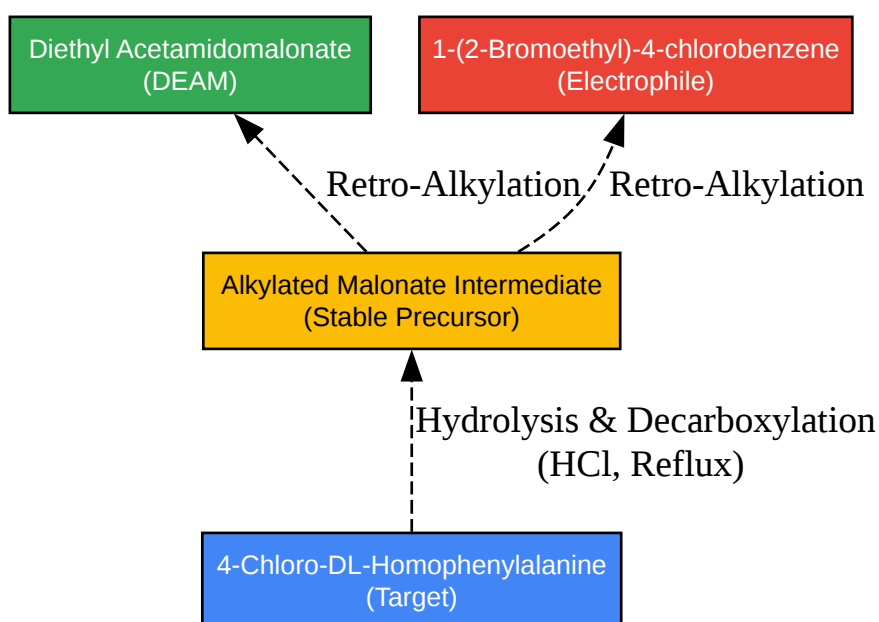 Diethyl Acetamidomalonate
(DEAM)
1-(2-Bromoethyl)-4-chlorobenzene
(Electrophile)
Retro-Alkylation
Retro-Alkylation
Alkylated Malonate Intermediate
(Stable Precursor)
Hydrolysis & Decarboxylation
(HCl, Reflux)
4-Chloro-DL-Homophenylalanine
(Target)